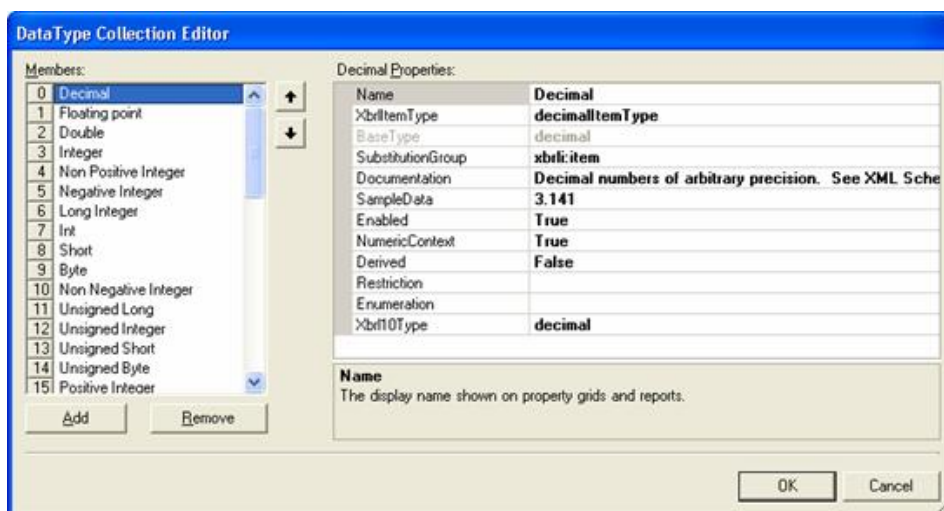 DataType Collection Editor
Members:
0 Decimal
1 Floating point
2 Double
3 Integer
4 Non Positive Integer
5 Negative Integer
6 Long Integer
7 Int
8 Short
9 Byte
10 Non Negative Integer
11 Unsigned Long
12 Unsigned Integer
13 Unsigned Short
14 Unsigned Byte
15 Positive Integer
Add Remove
Decimal Properties:
Name Decimal
XbrlItemType decimalItemType
BaseType decimal
SubstitutionGroup xbrli:item
Documentation Decimal numbers of arbitrary precision. See XML Sche
SampleData 3.141
Enabled True
NumericContext True
Derived False
Restriction
Enumeration
Xbrl10Type decimal
Name
The display name shown on property grids and reports.
OK Cancel